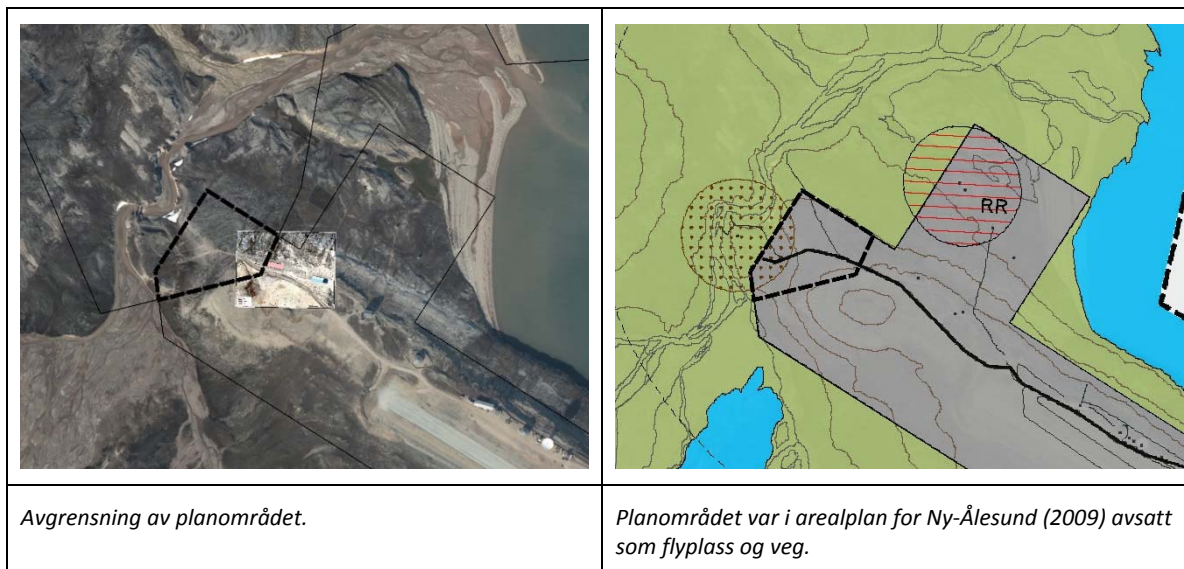 RR
Avgrensning av planområdet.
Planområdet var i arealplan for Ny-Ålesund (2009) avsatt
som flyplass og veg.